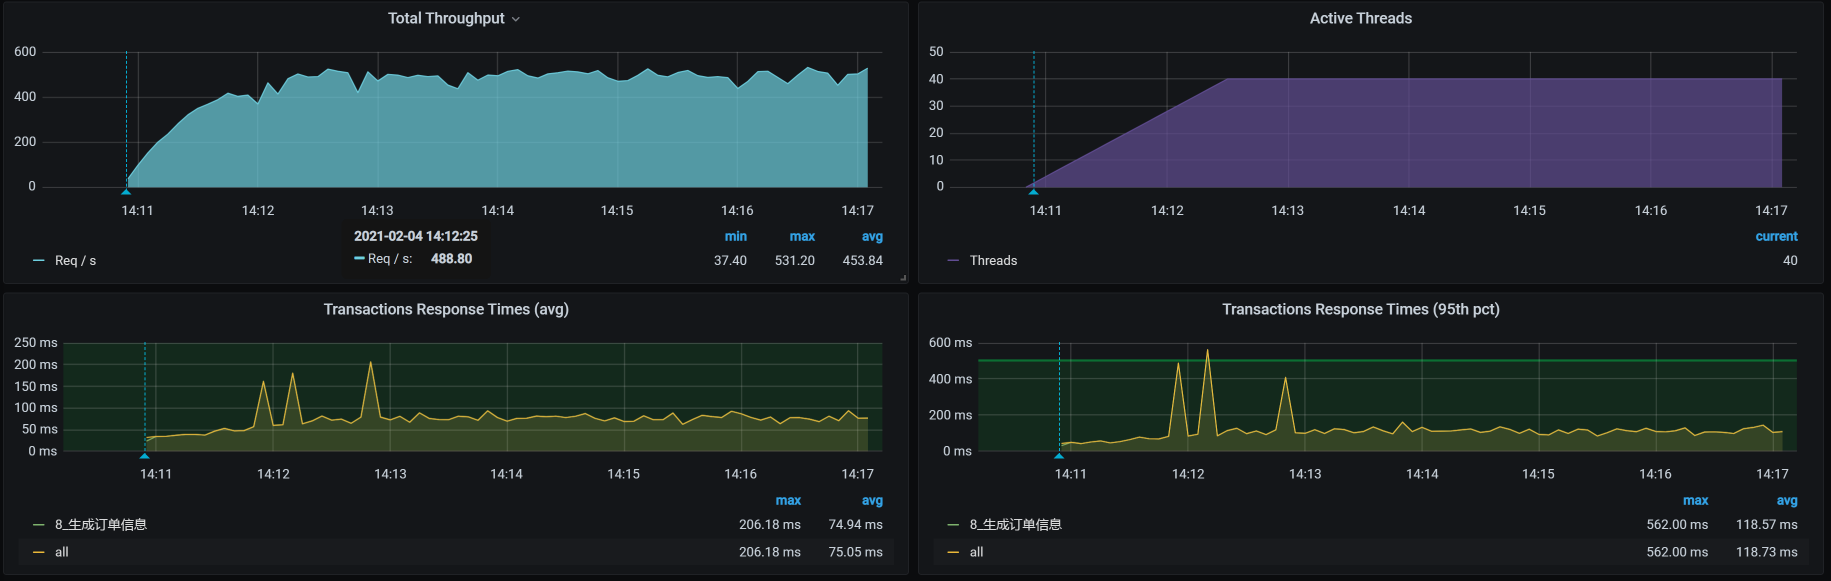 Total Throughput
600
400
200
0
14:11 14:12 14:13 14:14 14:15 14:16 14:17
2021-02-04 14:12:25
Req / s: 488.80
min max avg
Req / s 37.40 531.20 453.84
Active Threads
50
40
30
20
10
0
14:11 14:12 14:13 14:14 14:15 14:16 14:17
current
Threads 40
Transactions Response Times (avg)
250 ms
200 ms
150 ms
100 ms
50 ms
0 ms
14:11 14:12 14:13 14:14 14:15 14:16 14:17
max avg
8_生成订单信息 206.18 ms 74.94 ms
all 206.18 ms 75.05 ms
Transactions Response Times (95th pct)
600 ms
400 ms
200 ms
0 ms
14:11 14:12 14:13 14:14 14:15 14:16 14:17
max avg
8_生成订单信息 562.00 ms 118.57 ms
all 562.00 ms 118.73 ms